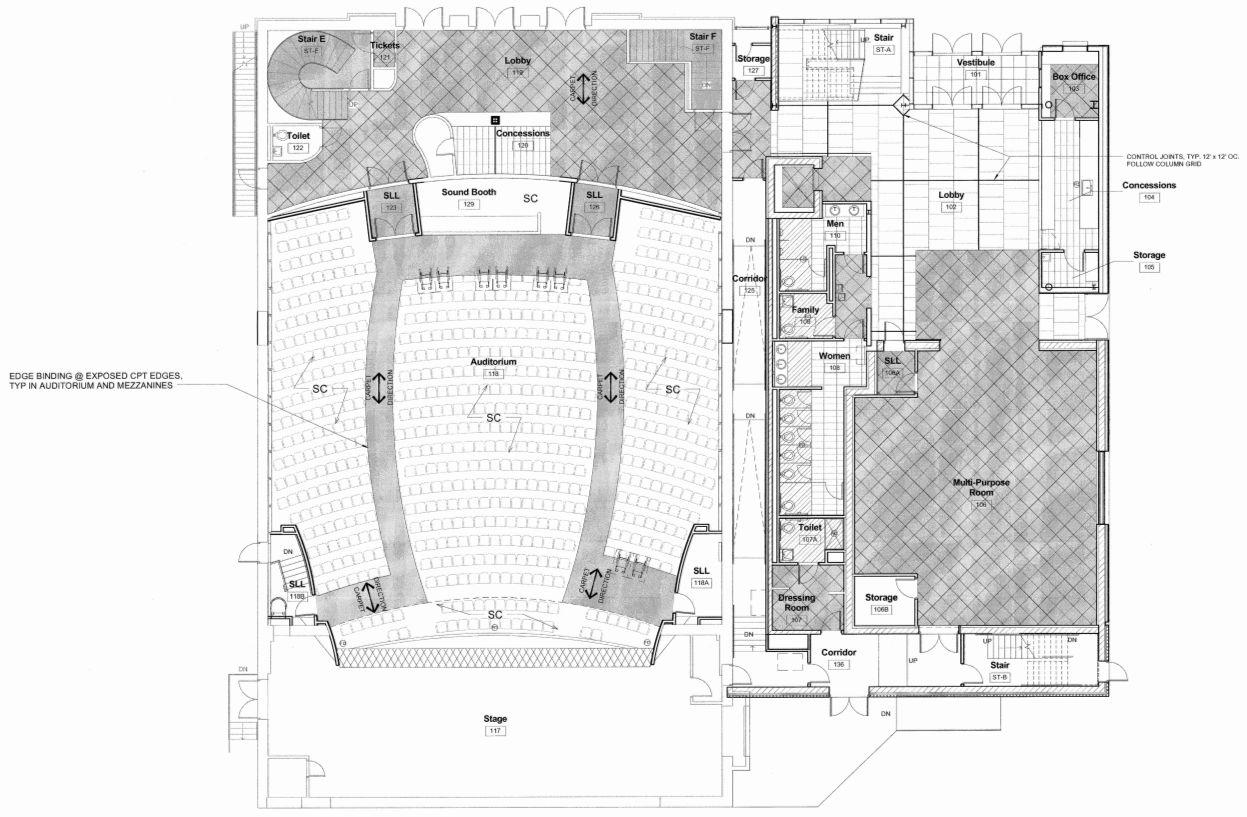 UP
Stair E
ST-E
Tickets
121
Lobby
119
CARPET
DIRECTION
Stair F
ST-F
DN
Storage
127
UP
Stair
ST-A
Vestibule
101
Box Office
103
UP
Toilet
122
Concessions
120
CONTROL JOINTS, TYP. 12' x 12' OC.
FOLLOW COLUMN GRID
Concessions
104
Lobby
102
SLL
123
Sound Booth
129
SC
SLL
126
Men
110
DN
Storage
105
Corridor
125
Family
109
Women
108
SLL
106A
Auditorium
118
EDGE BINDING @ EXPOSED CPT EDGES,
TYP IN AUDITORIUM AND MEZZANINES
SC
CARPET
DIRECTION
SC
CARPET
DIRECTION
SC
DN
Multi-Purpose
Room
106
Toilet
107A
DN
SLL
118B
CARPET
DIRECTION
SC
CARPET
DIRECTION
SLL
118A
Dressing
Room
107
Storage
106B
DN
Corridor
136
UP
UP
DN
Stair
ST-B
DN
Stage
117
DN